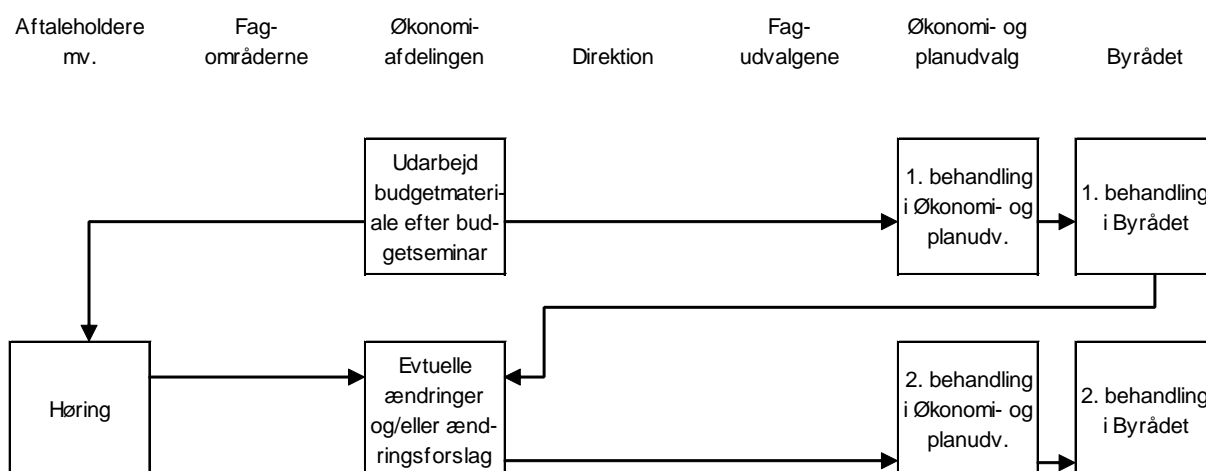 Aftaleholdere
mv.
Fag-
områderne
Økonomi-
afdelingen
Direktion
Fag-
udvalgene
Økonomi- og
planudvalg
Byrådet
Udarbejd
budgetmateri-
ale efter bud-
getseminar
1. behandling
i Økonomi- og
planudv.
1. behandling
i Byrådet
Høring
Evtuelle
ændringer
og/eller ænd-
ringsforslag
2. behandling
i Økonomi- og
planudv.
2. behandling
i Byrådet